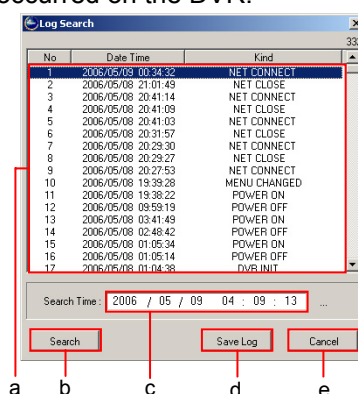 occurred on the DVR.
Log Search
No Date Time Kind
1 2006/05/09 00:34:32 NET CONNECT
2 2006/05/08 21:01:49 NET CLOSE
3 2006/05/08 20:41:14 NET CONNECT
4 2006/05/08 20:41:09 NET CLOSE
5 2006/05/08 20:41:03 NET CONNECT
6 2006/05/08 20:31:57 NET CLOSE
7 2006/05/08 20:29:30 NET CONNECT
8 2006/05/08 20:29:27 NET CLOSE
9 2006/05/08 20:27:53 NET CONNECT
10 2006/05/08 19:39:28 MENU CHANGED
11 2006/05/08 19:38:22 POWER ON
12 2006/05/08 09:59:19 POWER OFF
13 2006/05/08 03:41:49 POWER ON
14 2006/05/08 02:48:42 POWER OFF
15 2006/05/08 01:05:34 POWER ON
16 2006/05/08 01:05:14 POWER OFF
17 2006/05/08 01:04:38 DVR INIT
Search Time : 2006 / 05 / 09 04 : 09 : 13 ...
Search Save Log Cancel
a b c d e